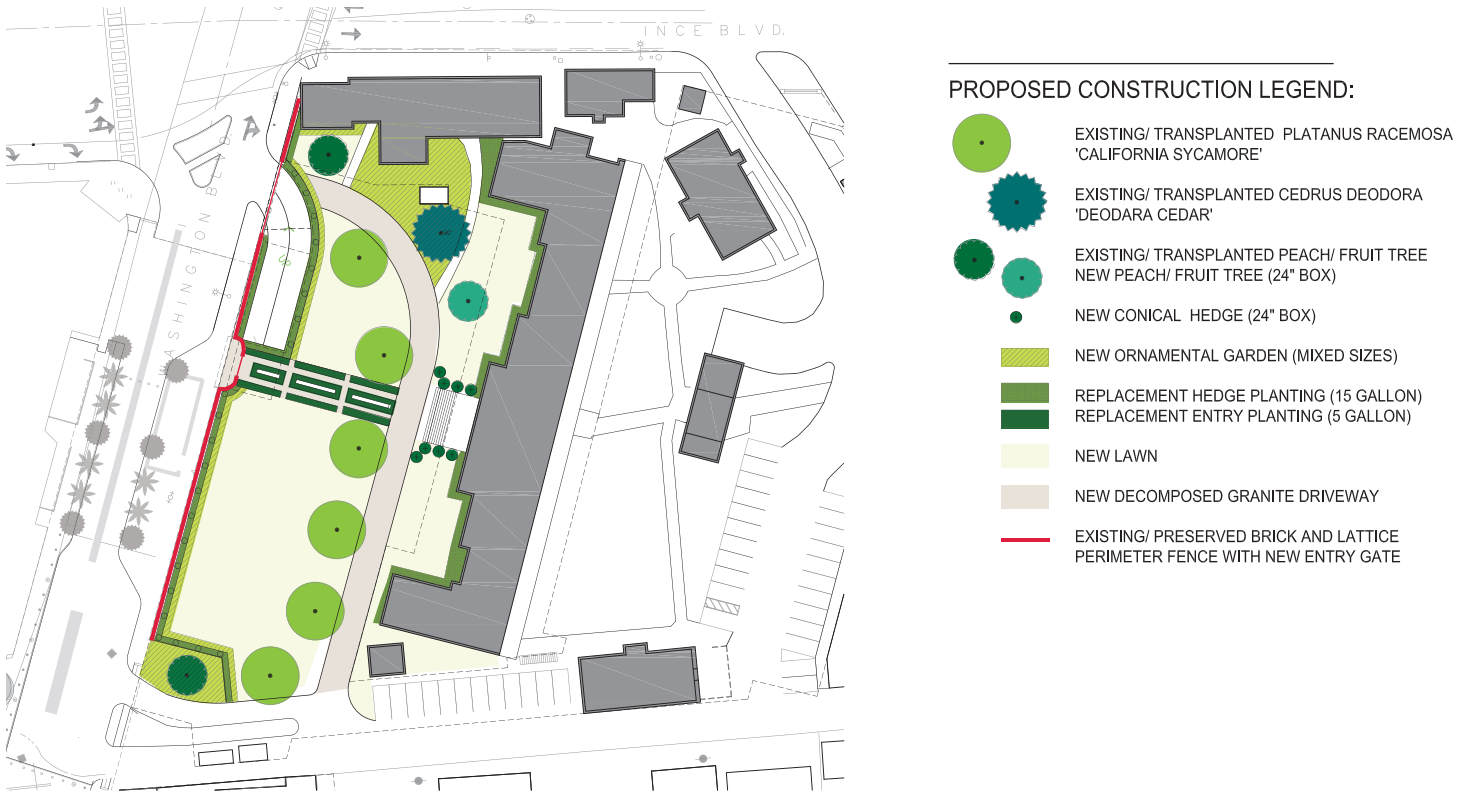 INCE BLVD.
WASHINGTON BLVD.
UP
PROPOSED CONSTRUCTION LEGEND:
EXISTING/ TRANSPLANTED PLATANUS RACEMOSA
'CALIFORNIA SYCAMORE'
EXISTING/ TRANSPLANTED CEDRUS DEODORA
'DEODARA CEDAR'
EXISTING/ TRANSPLANTED PEACH/ FRUIT TREE
NEW PEACH/ FRUIT TREE (24" BOX)
NEW CONICAL HEDGE (24" BOX)
NEW ORNAMENTAL GARDEN (MIXED SIZES)
REPLACEMENT HEDGE PLANTING (15 GALLON)
REPLACEMENT ENTRY PLANTING (5 GALLON)
NEW LAWN
NEW DECOMPOSED GRANITE DRIVEWAY
EXISTING/ PRESERVED BRICK AND LATTICE
PERIMETER FENCE WITH NEW ENTRY GATE